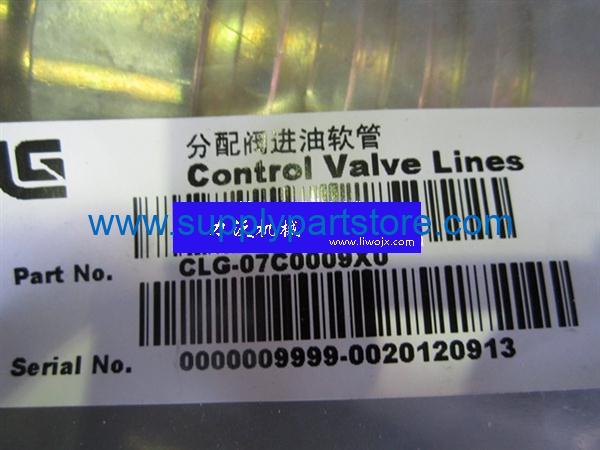 分配阀进油软管
Control Valve Lines
www.supplypartstore.com
www.liwojx.com
Part No. CLG-07C0009X0
Serial No. 0000009999-0020120913